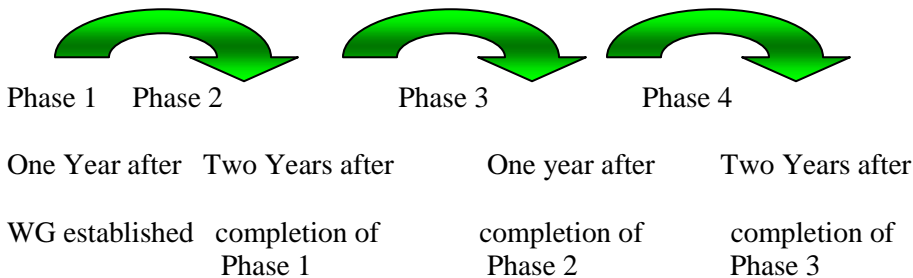 Phase 1 Phase 2 Phase 3 Phase 4
One Year after Two Years after One year after Two Years after
WG established completion of completion of completion of
Phase 1 Phase 2 Phase 3